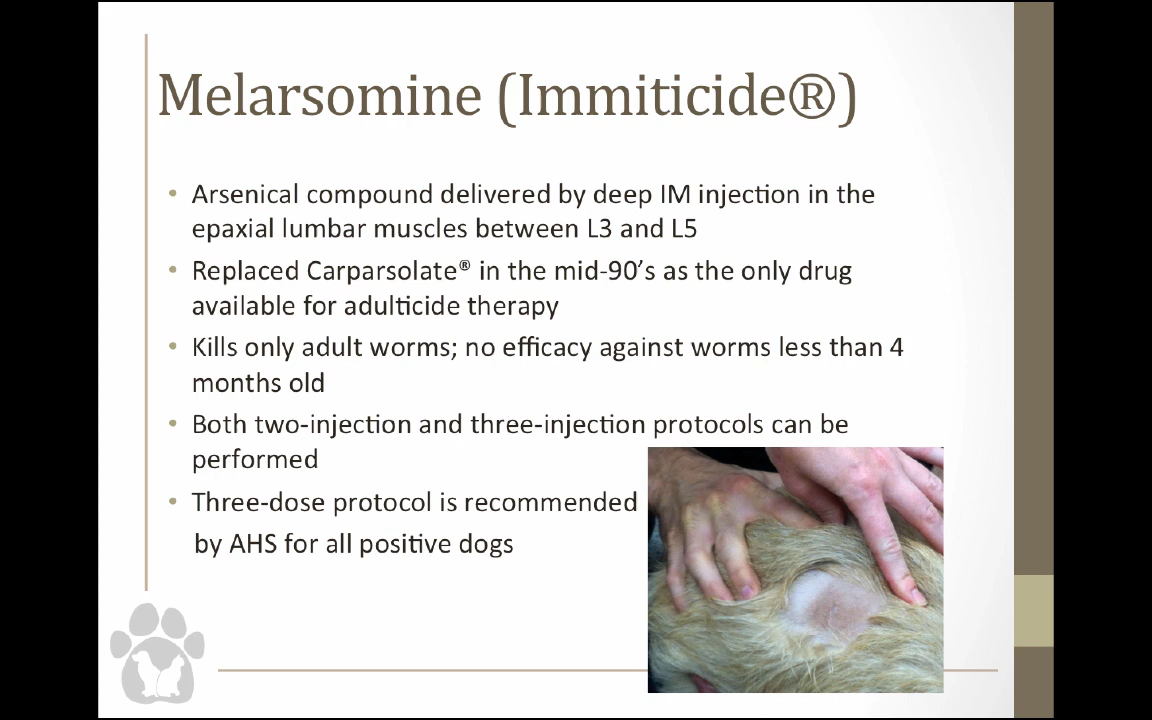 Melarsomine (Immiticide®)
• Arsenical compound delivered by deep IM injection in the
epaxial lumbar muscles between L3 and L5
• Replaced Carparsolate® in the mid-90’s as the only drug
available for adulticide therapy
• Kills only adult worms; no efficacy against worms less than 4
months old
• Both two-injection and three-injection protocols can be
performed
• Three-dose protocol is recommended
by AHS for all positive dogs